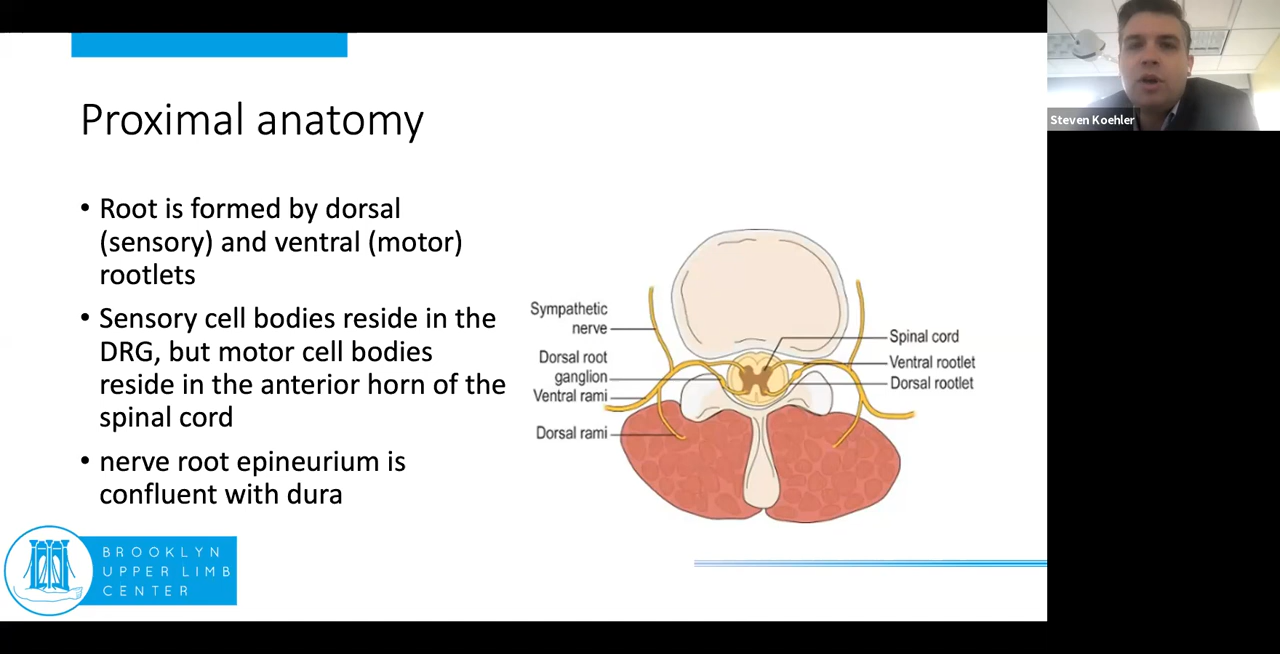 Proximal anatomy
• Root is formed by dorsal
(sensory) and ventral (motor)
rootlets
• Sensory cell bodies reside in the
DRG, but motor cell bodies
reside in the anterior horn of the
spinal cord
• nerve root epineurium is
confluent with dura
Sympathetic
nerve
Dorsal root
ganglion
Ventral rami
Dorsal rami
Spinal cord
Ventral rootlet
Dorsal rootlet
BROOKLYN
UPPER LIMB
CENTER
Steven Koehler